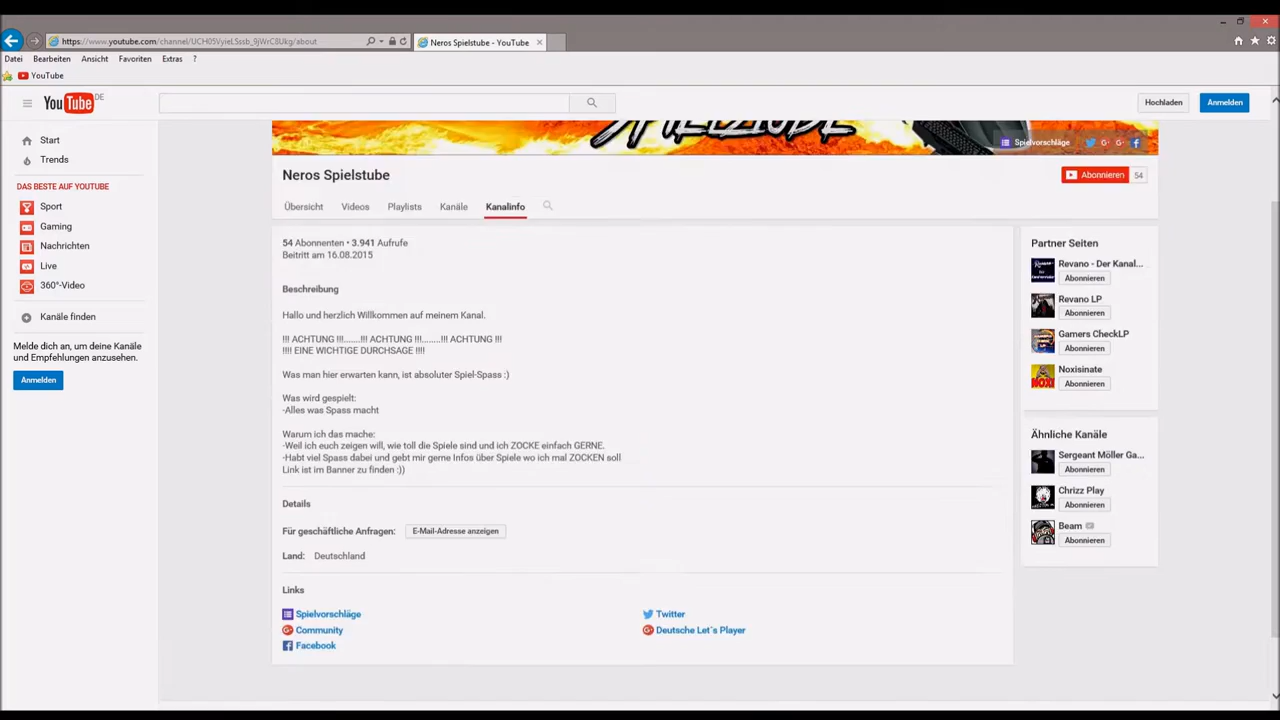 https://www.youtube.com/channel/
Neros Spielstube - YouTube
Datei Bearbeiten Ansicht Favoriten Extras ?
YouTube
YouTube DE
Hochladen Anmelden
Start
Trends
DAS BESTE AUF YOUTUBE
Sport
Gaming
Nachrichten
Live
360°-Video
Kanäle finden
Melde dich an, um deine Kanäle
und Empfehlungen anzusehen.
Anmelden
Spielvorschläge
Neros Spielstube
Abonnieren 54
Übersicht Videos Playlists Kanäle Kanalinfo
54 Abonnenten • 3.941 Aufrufe
Beitritt am 16.08.2015
Beschreibung
Hallo und herzlich Willkommen auf meinem Kanal.
!!! ACHTUNG !!!.......!!! ACHTUNG !!!........!!! ACHTUNG !!!
!!!! EINE WICHTIGE DURCHSAGE !!!!
Was man hier erwarten kann, ist absoluter Spiel-Spass :)
Was wird gespielt:
-Alles was Spass macht
Warum ich das mache:
-Weil ich euch zeigen will, wie toll die Spiele sind und ich ZOCKE einfach GERNE.
-Habt viel Spass dabei und gebt mir gerne Infos über Spiele wo ich mal ZOCKEN soll
Link ist im Banner zu finden :))
Details
Für geschäftliche Anfragen: E-Mail-Adresse anzeigen
Land: Deutschland
Links
Spielvorschläge
Twitter
Community
Deutsche Let´s Player
Facebook
Partner Seiten
Revano - Der Kanal...
Abonnieren
Revano LP
Abonnieren
Gamers CheckLP
Abonnieren
Noxisinate
Abonnieren
Ähnliche Kanäle
Sergeant Möller Ga...
Abonnieren
Chrizz Play
Abonnieren
Beam
Abonnieren